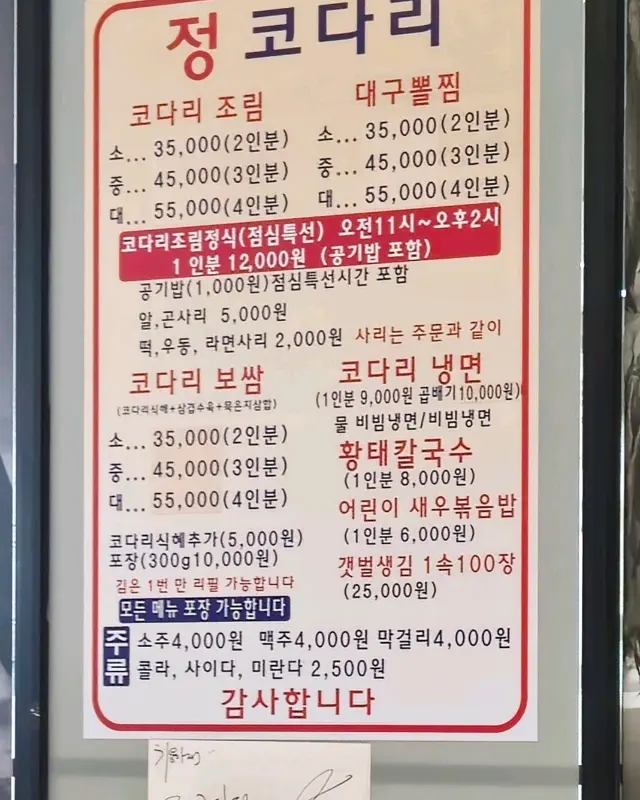 정 코다리
코다리 조림
소... 35,000(2인분)
중... 45,000(3인분)
대... 55,000(4인분)
대구뽈찜
소... 35,000(2인분)
중... 45,000(3인분)
대... 55,000(4인분)
코다리조림정식(점심특선) 오전11시~오후2시
1 인분 12,000원 (공기밥 포함)
공기밥(1,000원)점심특선시간 포함
알,곤사리 5,000원
떡,우동, 라면사리 2,000원 사리는 주문과 같이
코다리 보쌈
(코다리식혜+삼겹수육+묵은지삼합)
소... 35,000(2인분)
중... 45,000(3인분)
대... 55,000(4인분)
코다리식혜추가(5,000원)
포장(300g10,000원)
김은 1번 만 리필 가능합니다
모든 메뉴 포장 가능합니다
코다리 냉면
(1인분 9,000원 곱배기10,000원)
물 비빔냉면/비빔냉면
황태칼국수
(1인분 8,000원)
어린이 새우볶음밥
(1인분 6,000원)
갯벌생김 1속100장
(25,000원)
주류
소주4,000원 맥주4,000원 막걸리4,000원
콜라, 사이다, 미란다 2,500원
감사합니다